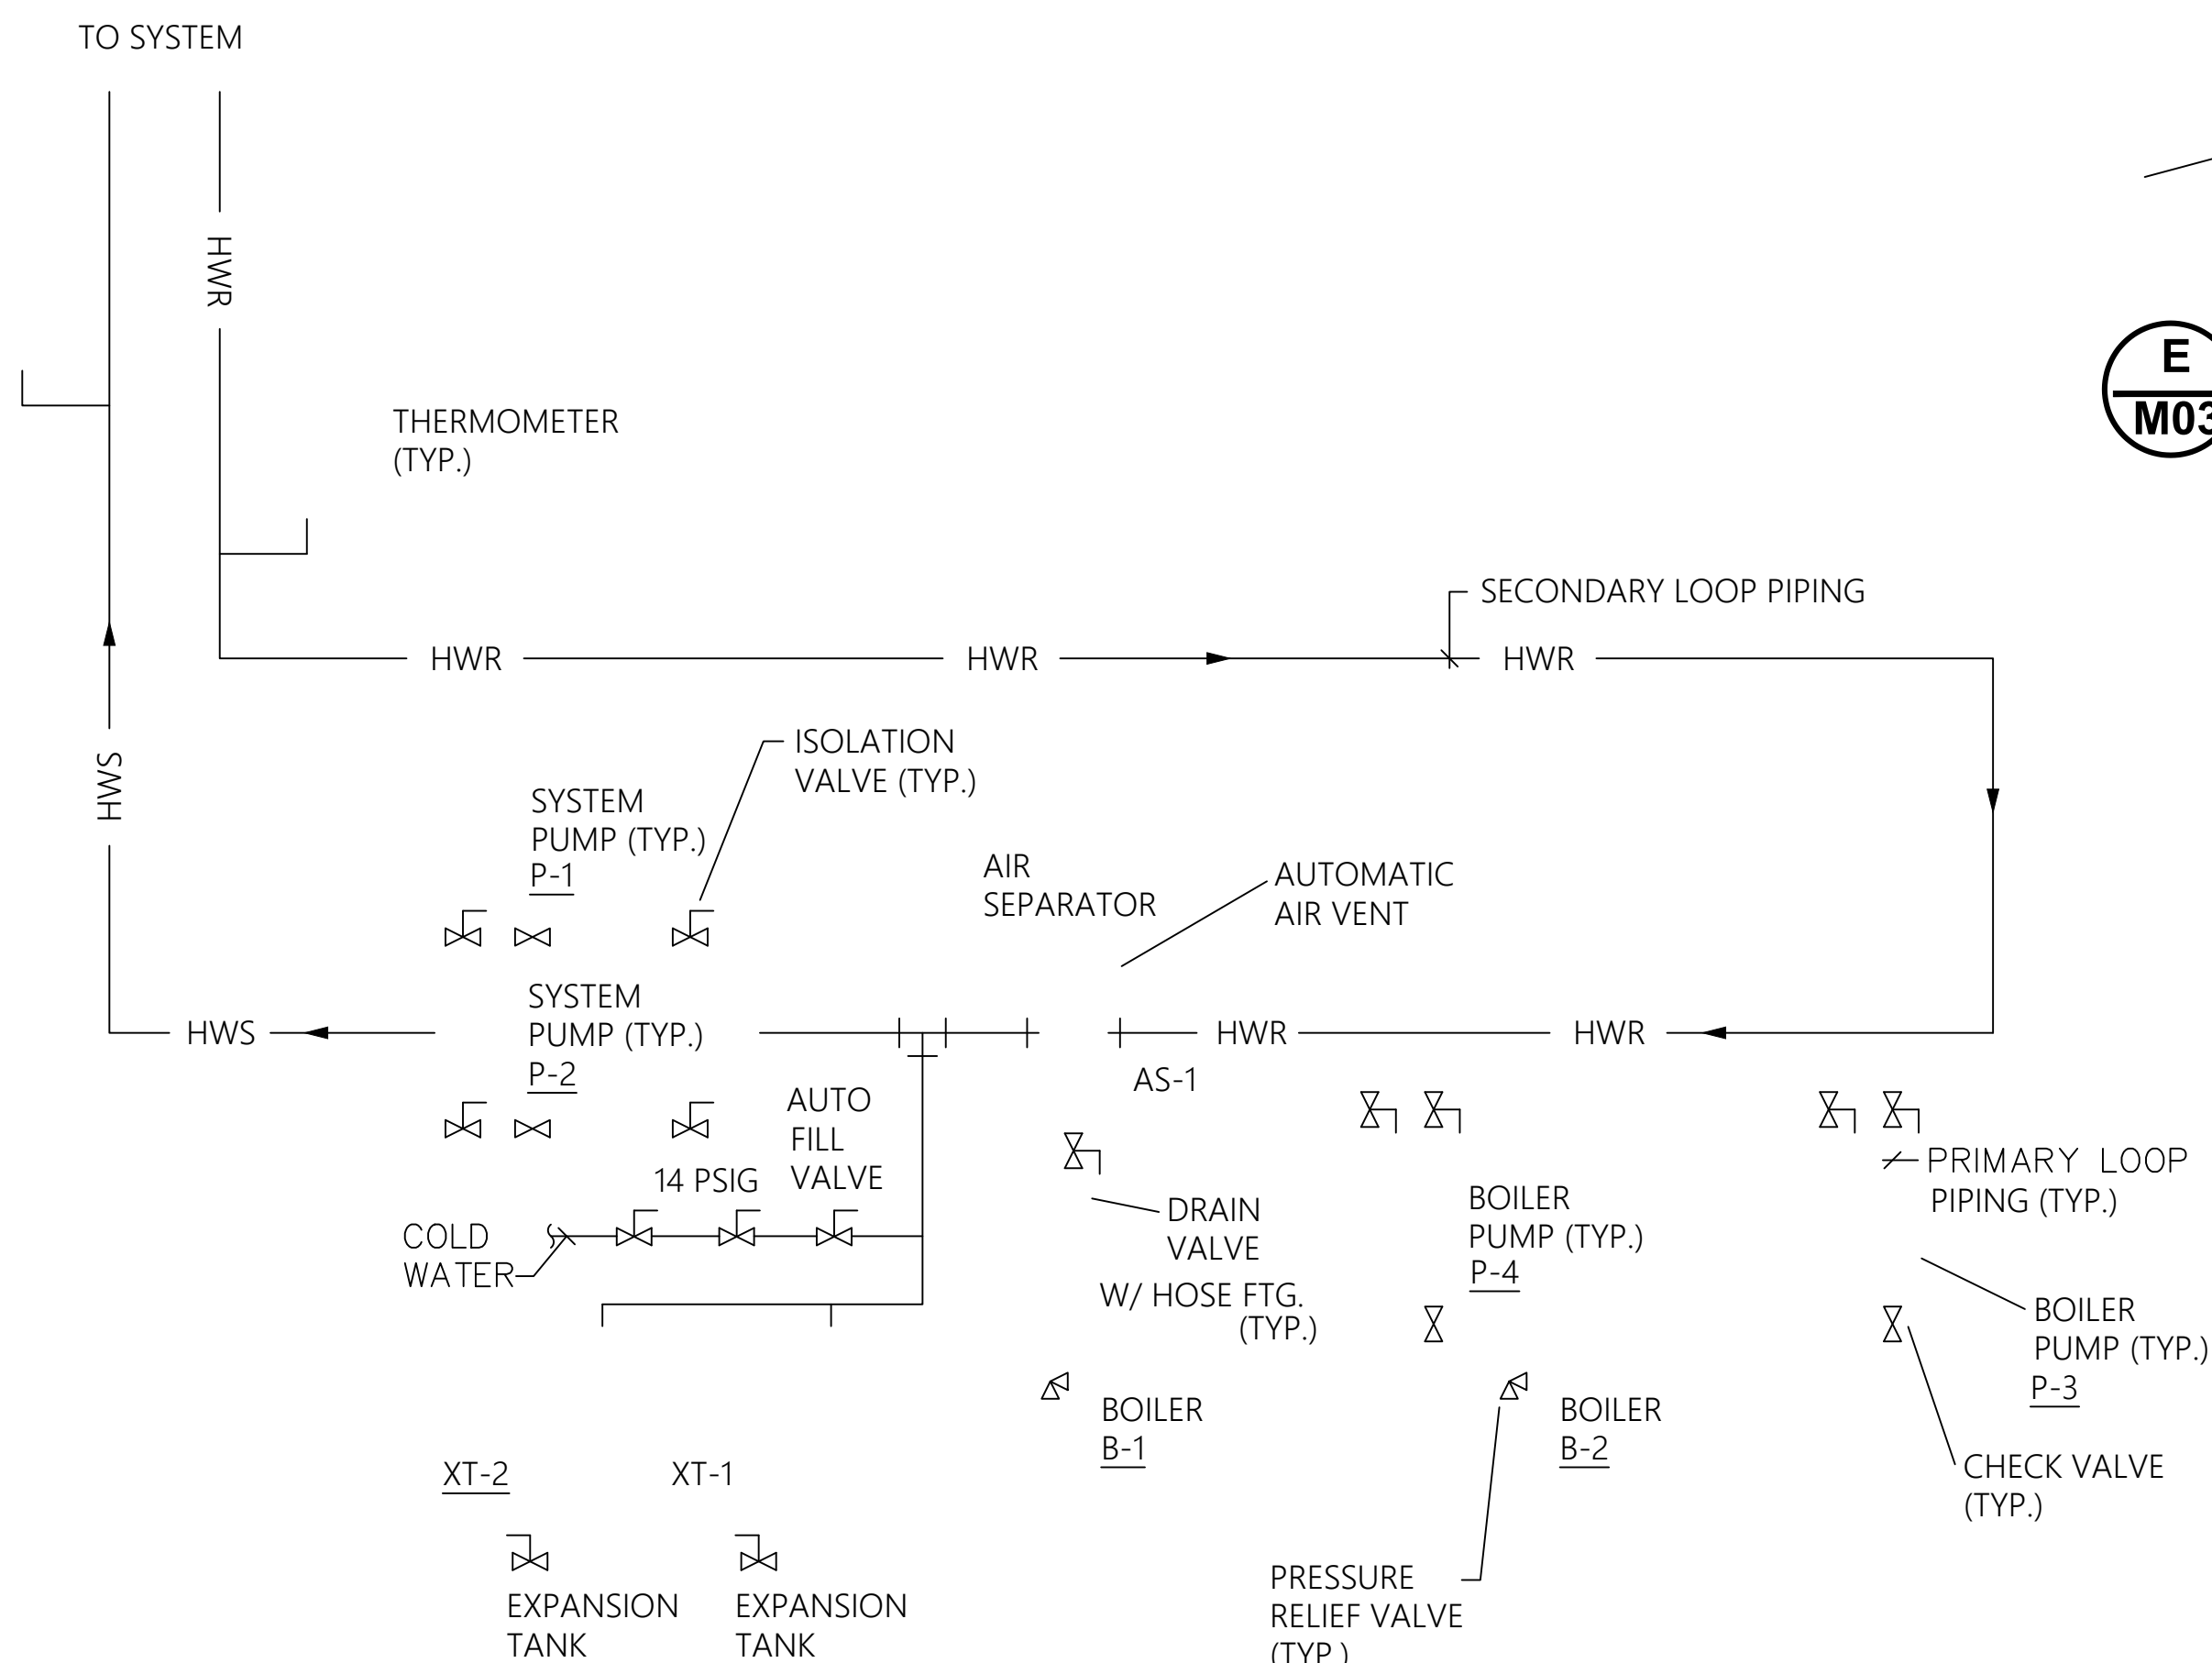 TO SYSTEM
HWR
E
M03
THERMOMETER
(TYP.)
SECONDARY LOOP PIPING
HWR
HWR
HWR
HWS
ISOLATION
VALVE (TYP.)
SYSTEM
PUMP (TYP.)
P-1
AIR
SEPARATOR
AUTOMATIC
AIR VENT
SYSTEM
PUMP (TYP.)
P-2
HWS
HWR
HWR
AS-1
AUTO
FILL
VALVE
14 PSIG
COLD
WATER
DRAIN
VALVE
W/ HOSE FTG.
(TYP.)
BOILER
PUMP (TYP.)
P-4
PRIMARY LOOP
PIPING (TYP.)
BOILER
PUMP (TYP.)
P-3
BOILER
B-1
BOILER
B-2
CHECK VALVE
(TYP.)
XT-2
XT-1
EXPANSION
TANK
EXPANSION
TANK
PRESSURE
RELIEF VALVE
(TYP.)